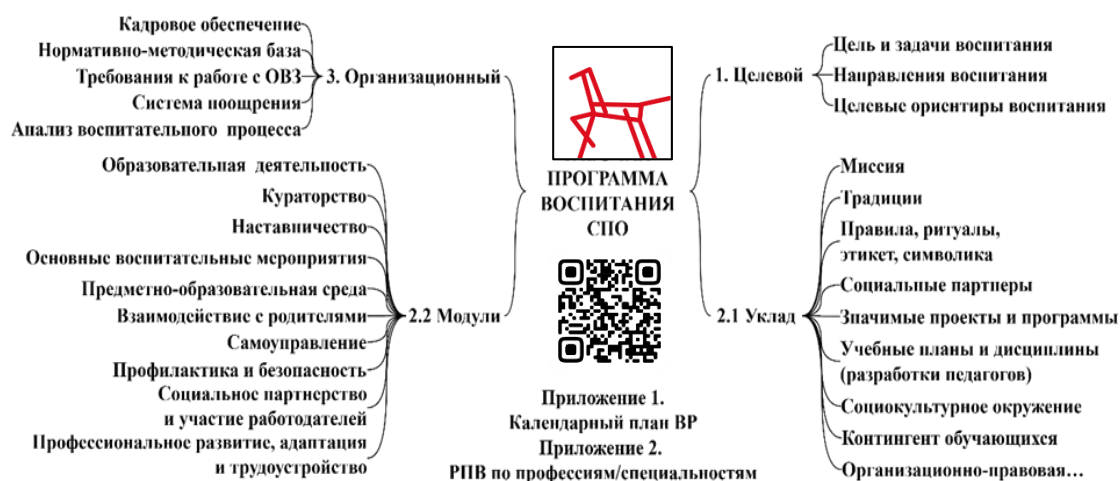 Кадровое обеспечение
Нормативно-методическая база
Требования к работе с ОВЗ
Система поощрения
Анализ воспитательного процесса
3. Организационный
Образовательная деятельность
Кураторство
Наставничество
Основные воспитательные мероприятия
Предметно-образовательная среда
Взаимодействие с родителями
Самоуправление
Профилактика и безопасность
Социальное партнерство
и участие работодателей
Профессиональное развитие, адаптация
и трудоустройство
2.2 Модули
ПРОГРАММА
ВОСПИТАНИЯ
СПО
Приложение 1.
Календарный план ВР
Приложение 2.
РПВ по профессиям/специальностям
1. Целевой
Цель и задачи воспитания
Направления воспитания
Целевые ориентиры воспитания
2.1 Уклад
Миссия
Традиции
Правила, ритуалы,
этикет, символика
Социальные партнеры
Значимые проекты и программы
Учебные планы и дисциплины
(разработки педагогов)
Социокультурное окружение
Контингент обучающихся
Организационно-правовая…